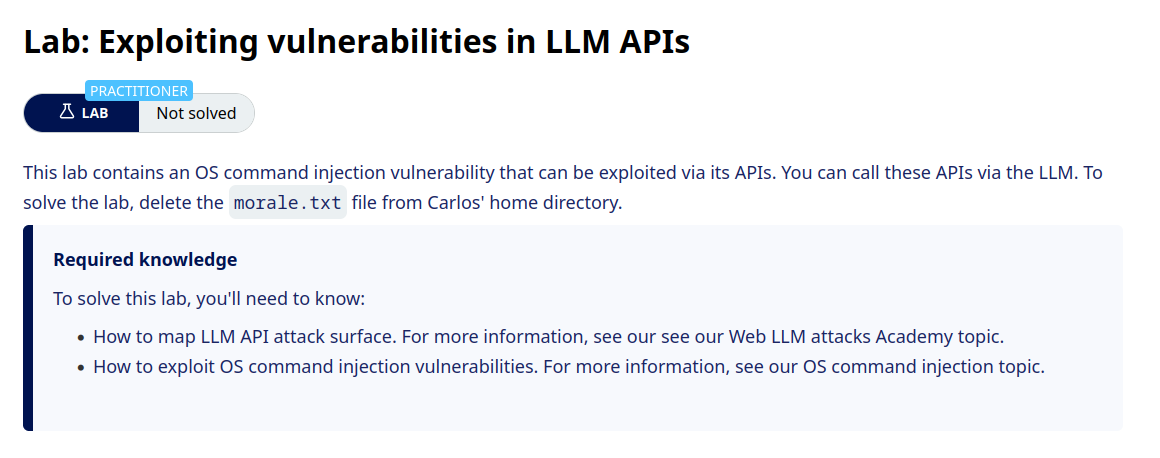 Lab: Exploiting vulnerabilities in LLM APIs
PRACTITIONER
LAB Not solved
This lab contains an OS command injection vulnerability that can be exploited via its APIs. You can call these APIs via the LLM. To
solve the lab, delete the morale.txt file from Carlos' home directory.
Required knowledge
To solve this lab, you'll need to know:
• How to map LLM API attack surface. For more information, see our see our Web LLM attacks Academy topic.
• How to exploit OS command injection vulnerabilities. For more information, see our OS command injection topic.